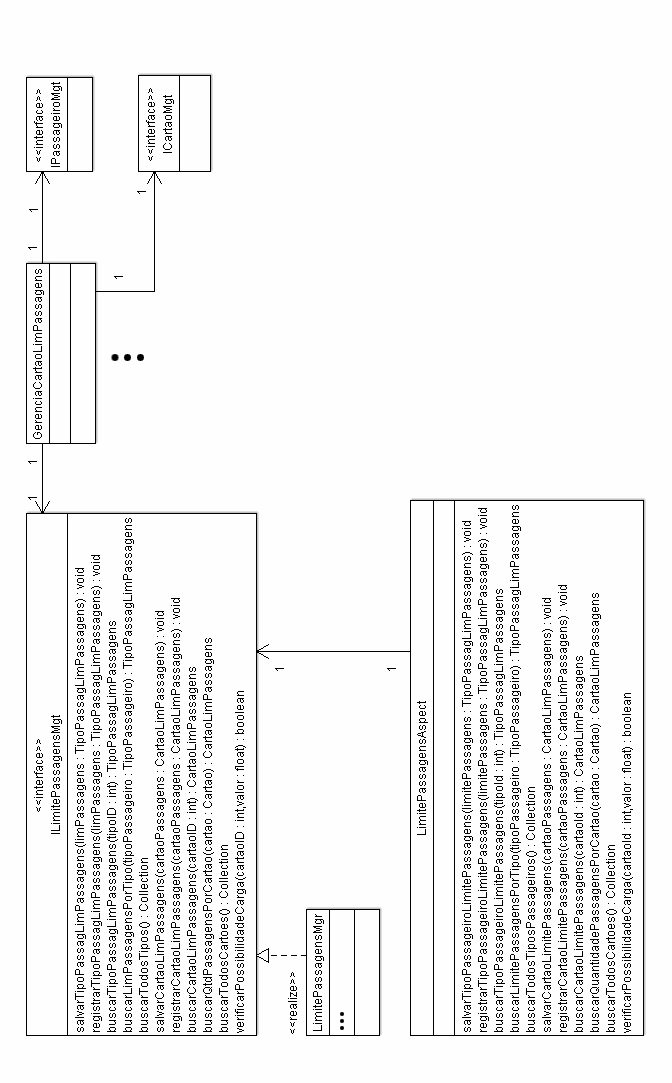 <<interface>>
ILimitePassagensMgt
salvarTipoPassagLimPassagens(limPassagens : TipoPassagLimPassagens) : void
registrarTipoPassagLimPassagens(limPassagens : TipoPassagLimPassagens) : void
buscarTipoPassagLimPassagens(tipoID : int) : TipoPassagLimPassagens
buscarLimPassagensPorTipo(tipoPassageiro : TipoPassageiro) : TipoPassagLimPassagens
buscarTodosTipos() : Collection
salvarCartaoLimPassagens(cartaoPassagens : CartaoLimPassagens) : void
registrarCartaoLimPassagens(cartaoPassagens : CartaoLimPassagens) : void
buscarCartaoLimPassagens(cartaoID : int) : CartaoLimPassagens
buscarQtoPassagensPorCartao(cartao : Cartao) : CartaoLimPassagens
buscarTodosCartoes() : Collection
verificarPossibilidadeCarga(cartaoID : int,valor : float) : boolean
1
1
GerenciaCartaoLimPassagens
1
1
<<interface>>
IPassageiroMgt
1
1
<<interface>>
ICartaoMgt
<<realize>>
LimitePassagensMgr
1
1
LimitePassagensAspect
salvarTipoPassageiroLimitePassagens(limitePassagens : TipoPassagLimPassagens) : void
registrarTipoPassageiroLimitePassagens(limitePassagens : TipoPassagLimPassagens) : void
buscarTipoPassageiroLimitePassagens(tipoId : int) : TipoPassagLimPassagens
buscarLimitePassagensPorTipo(tipoPassageiro : TipoPassageiro) : TipoPassagLimPassagens
buscarTodosTiposPassageiros() : Collection
salvarCartaoLimitePassagens(cartaoPassagens : CartaoLimPassagens) : void
registrarCartaoLimitePassagens(cartaoPassagens : CartaoLimPassagens) : void
buscarCartaoLimitePassagens(cartaoId : int) : CartaoLimPassagens
buscarQuantidadePassagensPorCartao(cartao : Cartao) : CartaoLimPassagens
buscarTodosCartoes() : Collection
verificarPossibilidadeCarga(cartaoId : int,valor : float) : boolean